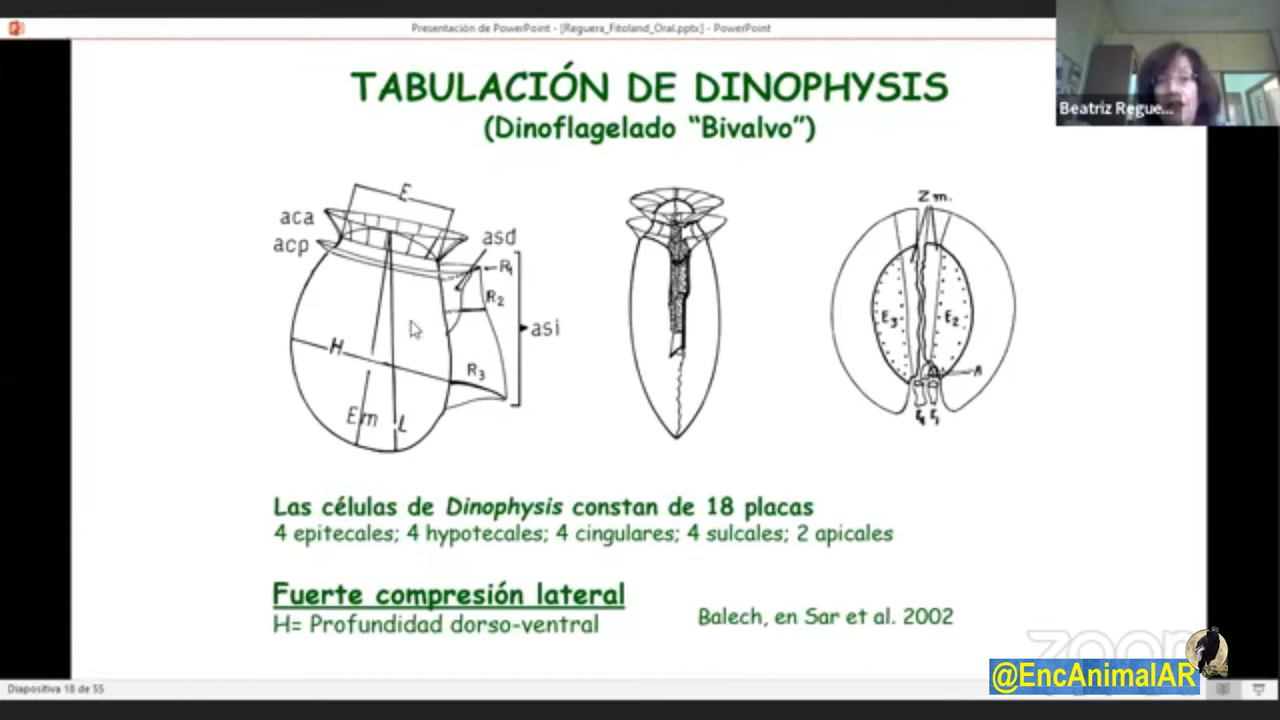 Presentación de PowerPoint - [Reguera_Fitoland_Oral.pptx] - PowerPoint
Beatriz Regue...
TABULACIÓN DE DINOPHYSIS
(Dinoflagelado “Bivalvo”)
E
aca
acp
asd
R1
R2
asi
H
R3
Em
L
Z m.
E3
E2
A
E4 E1
Las células de Dinophysis constan de 18 placas
4 epitecales; 4 hypotecales; 4 cingulares; 4 sulcales; 2 apicales
Fuerte compresión lateral
H= Profundidad dorso-ventral
Balech, en Sar et al. 2002
zoom
@EncAnimalAR
Diapositiva 18 de 55